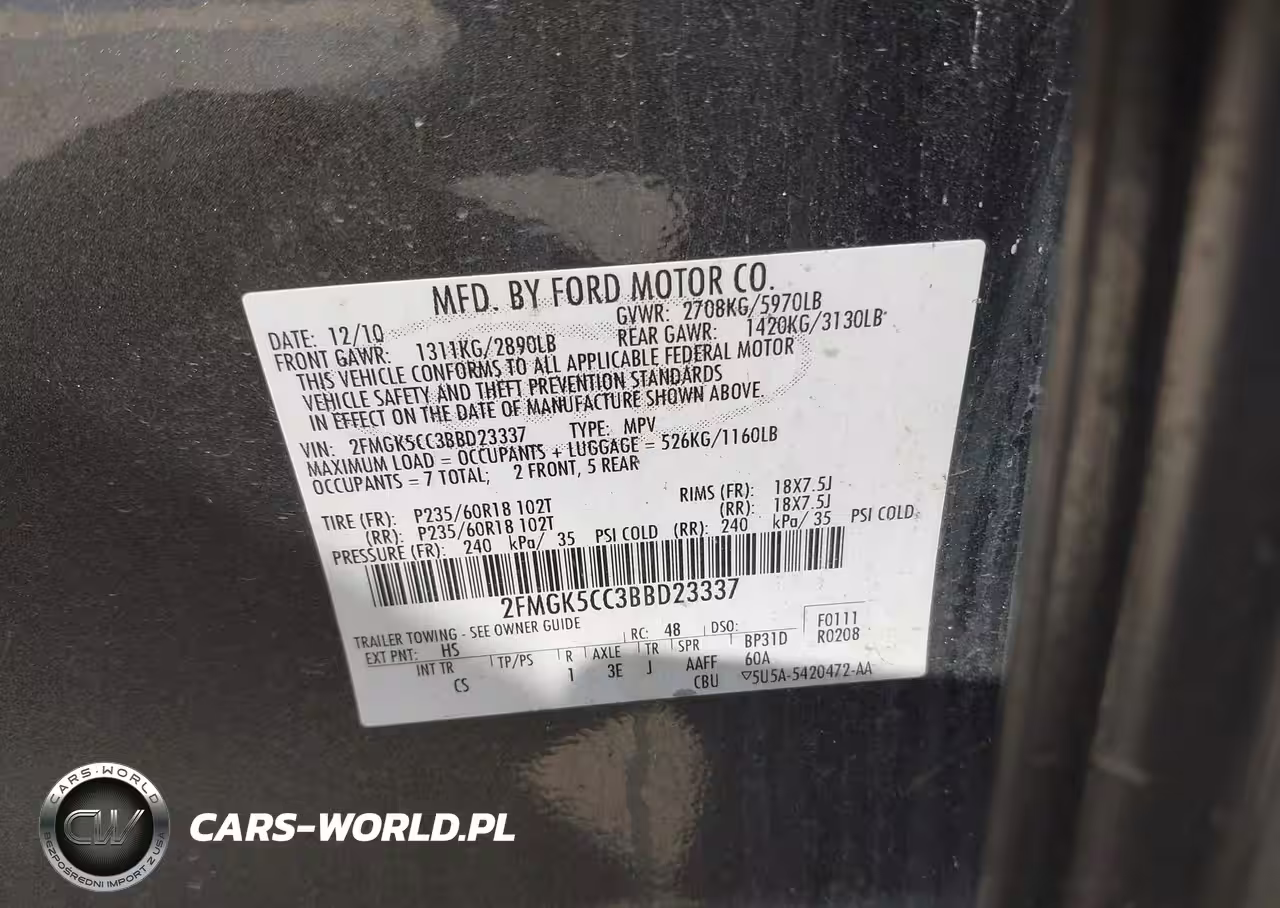 MFD. BY FORD MOTOR CO.
DATE: 12/10 GVWR: 2708KG/5970LB
FRONT GAWR: 1311KG/2890LB REAR GAWR: 1420KG/3130LB
THIS VEHICLE CONFORMS TO ALL APPLICABLE FEDERAL MOTOR
VEHICLE SAFETY AND THEFT PREVENTION STANDARDS
IN EFFECT ON THE DATE OF MANUFACTURE SHOWN ABOVE.
VIN: 2FMGK5CC3BBD23337 TYPE: MPV
MAXIMUM LOAD = OCCUPANTS + LUGGAGE = 526KG/1160LB
OCCUPANTS = 7 TOTAL; 2 FRONT, 5 REAR
TIRE (FR): P235/60R18 102T RIMS (FR): 18X7.5J
(RR): P235/60R18 102T (RR): 18X7.5J
PRESSURE (FR): 240 kPa/ 35 PSI COLD (RR): 240 kPa/ 35 PSI COLD
2FMGK5CC3BBD23337
TRAILER TOWING - SEE OWNER GUIDE
EXT PNT: HS RC: 48 DSO: F0111
R0208
INT TR TP/PS R AXLE TR SPR BP31D
CS 1 3E J AAFF 60A
CBU ▽5U5A-5420472-AA
CARS-WORLD
CW
BEZPOŚREDNI IMPORT Z USA
CARS-WORLD.PL